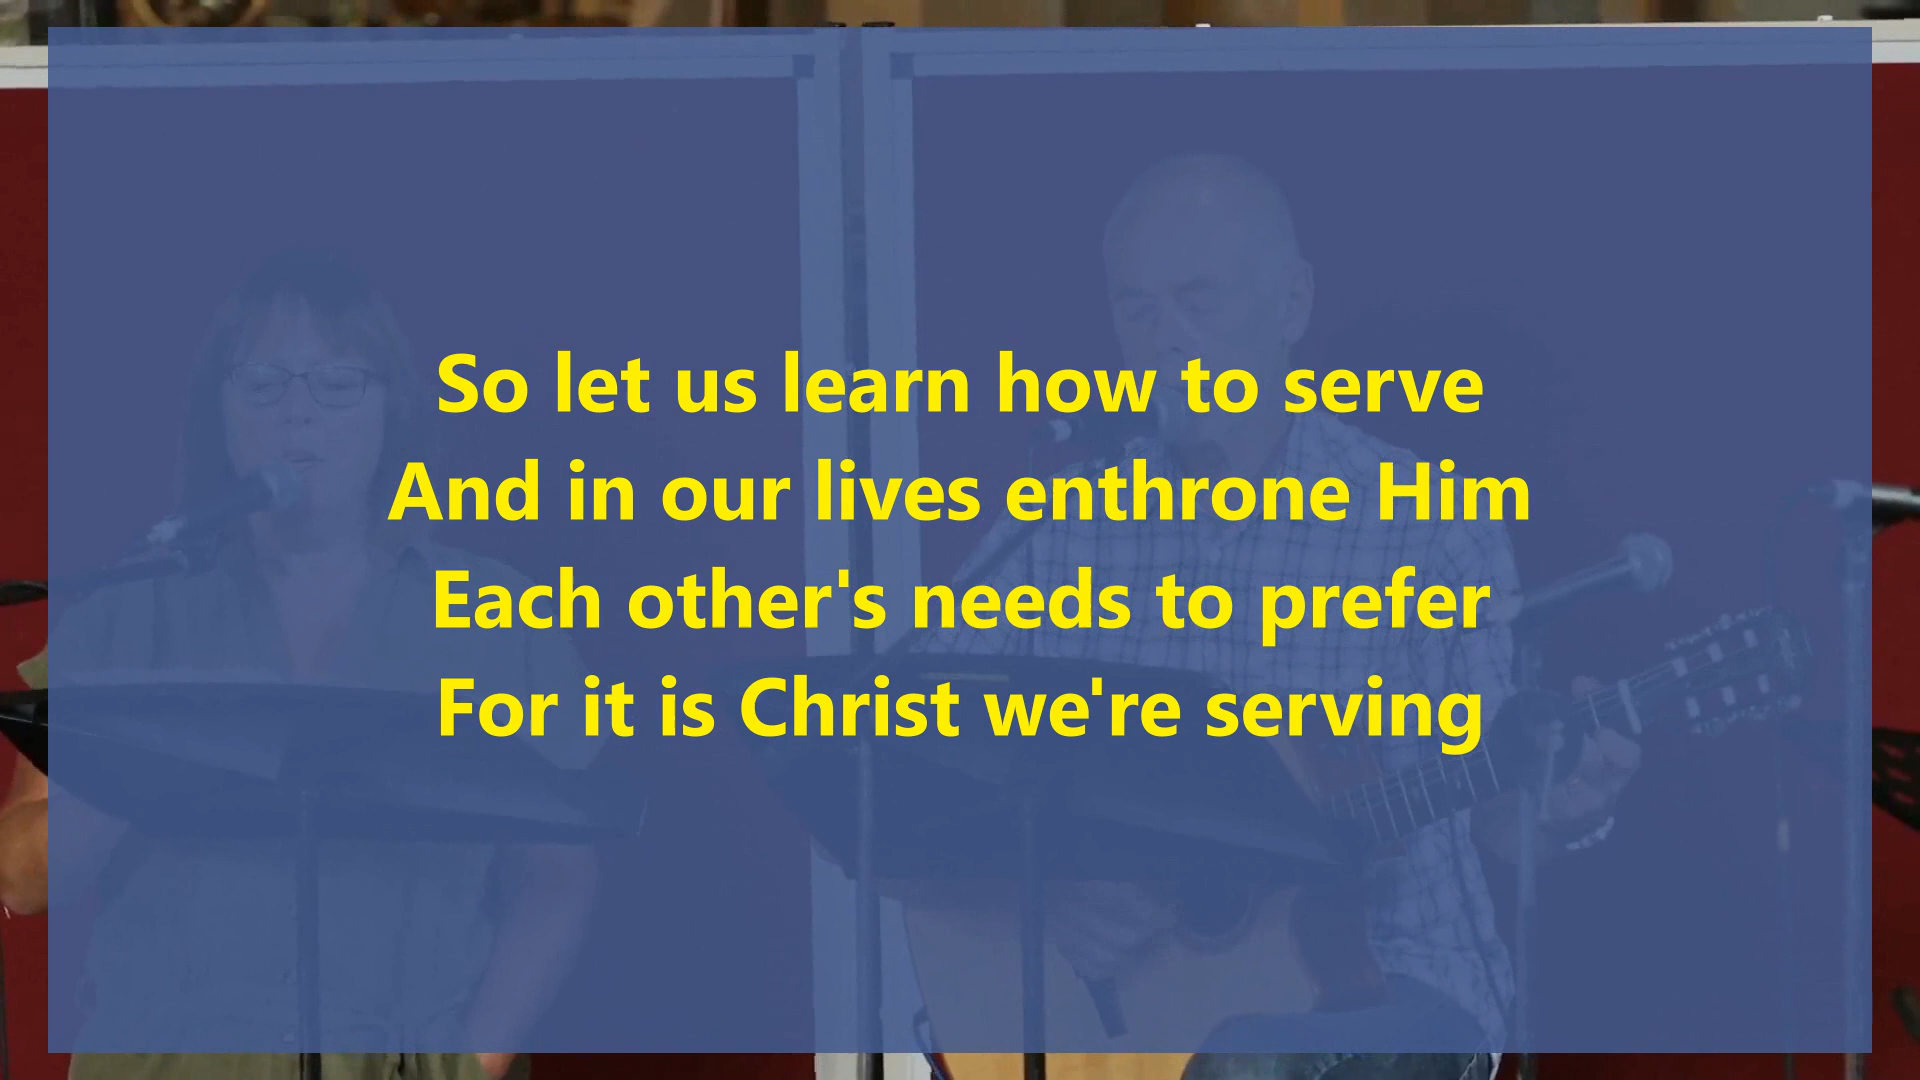 So let us learn how to serve
And in our lives enthrone Him
Each other's needs to prefer
For it is Christ we're serving